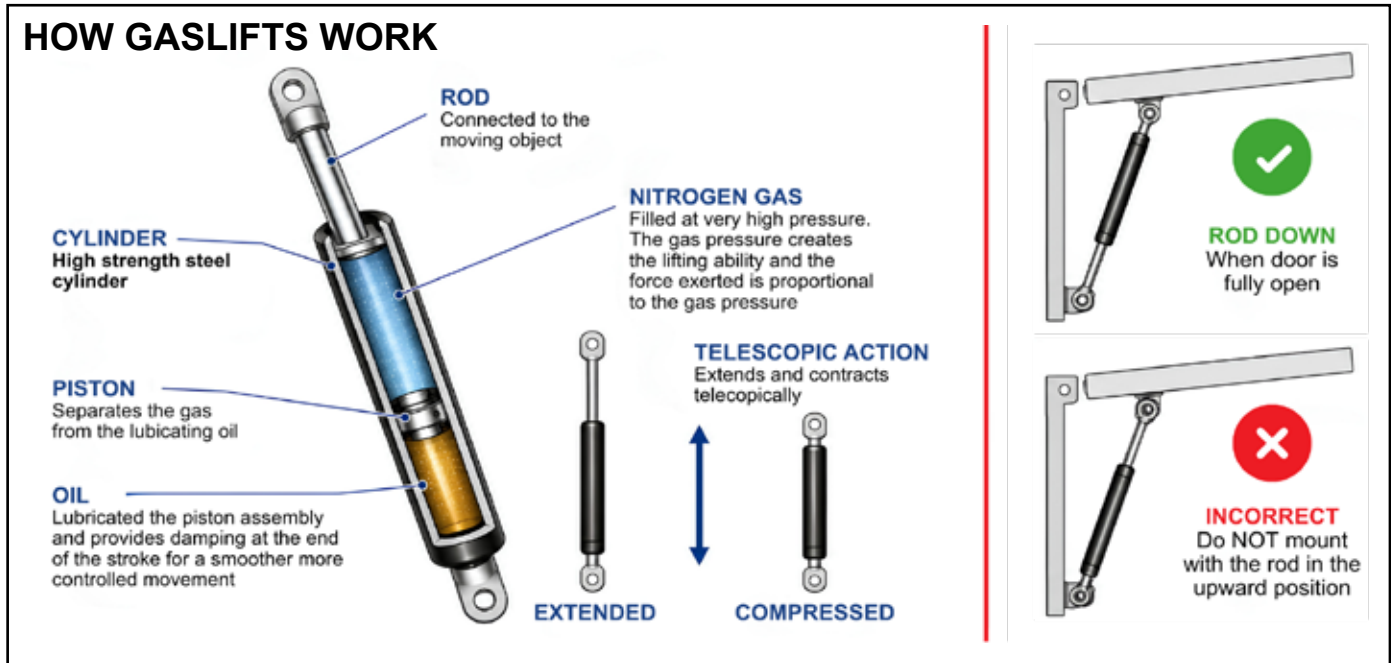 HOW GASLIFTS WORK
ROD
Connected to the
moving object
NITROGEN GAS
Filled at very high pressure.
The gas pressure creates
the lifting ability and the
force exerted is proportional
to the gas pressure
CYLINDER
High strength steel
cylinder
PISTON
Separates the gas
from the lubicating oil
OIL
Lubricated the piston assembly
and provides damping at the end
of the stroke for a smoother more
controlled movement
TELESCOPIC ACTION
Extends and contracts
telecopically
EXTENDED
COMPRESSED
ROD DOWN
When door is
fully open
INCORRECT
Do NOT mount
with the rod in the
upward position